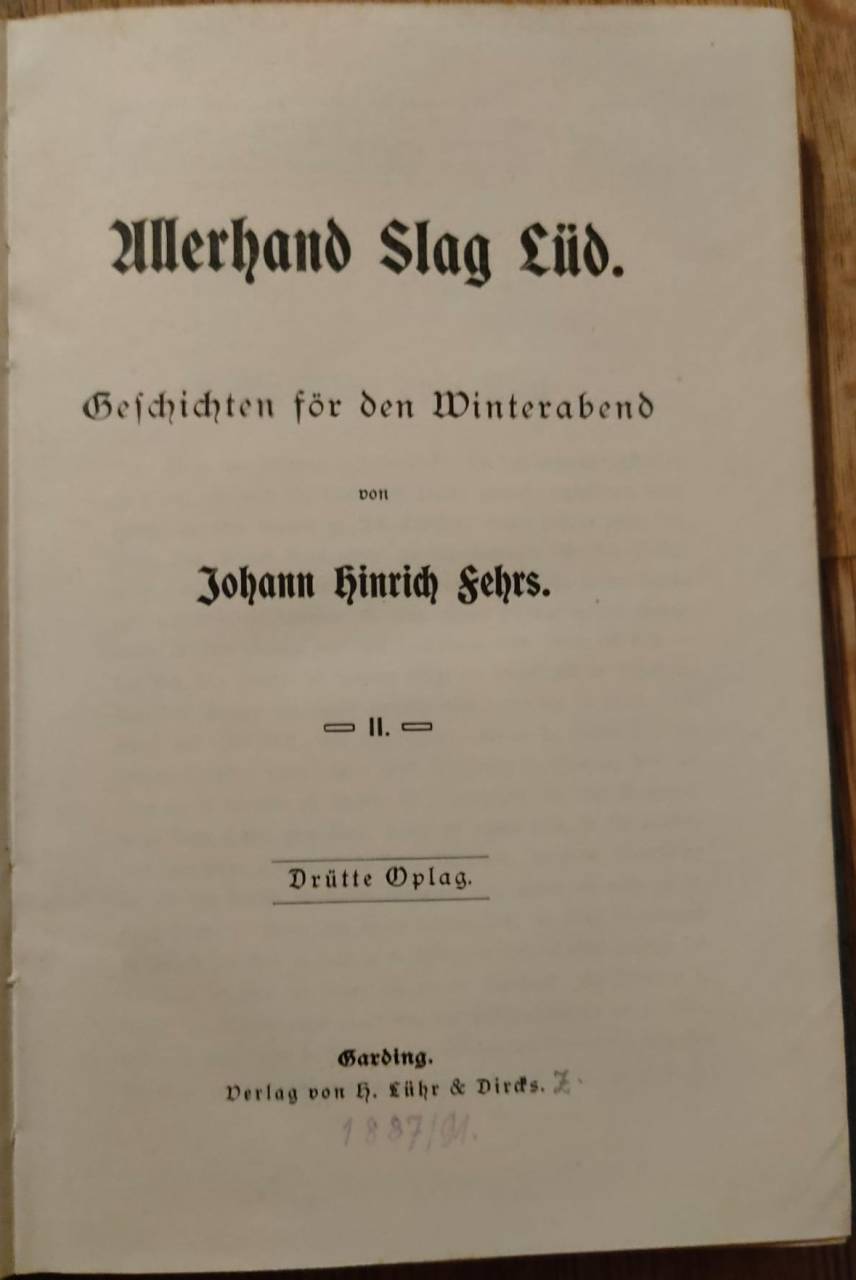 Allerhand Slag Lüd.
Geschichten för den Winterabend
von
Johann Hinrich Fehrs.
II.
Drütte Oplag.
Garding.
Verlag von H. Lühr & Dircks. Z.
1887/91.